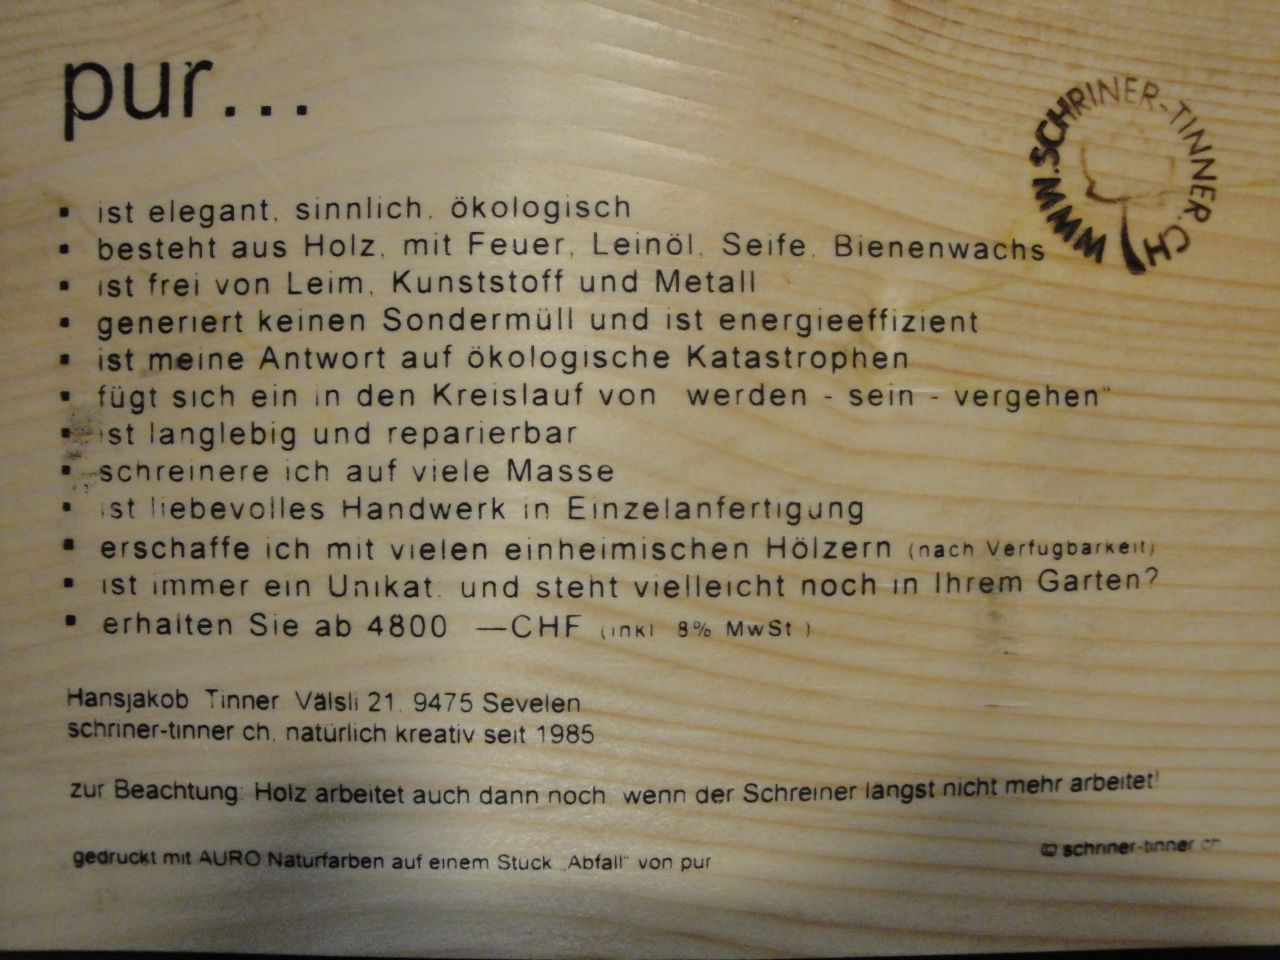 pur...
WWW.SCHRINER-TINNER.CH
▪ ist elegant, sinnlich, ökologisch
▪ besteht aus Holz, mit Feuer, Leinöl, Seife, Bienenwachs
▪ ist frei von Leim, Kunststoff und Metall
▪ generiert keinen Sondermüll und ist energieeffizient
▪ ist meine Antwort auf ökologische Katastrophen
▪ fügt sich ein in den Kreislauf von werden - sein - vergehen"
▪ ist langlebig und reparierbar
▪ schreinere ich auf viele Masse
▪ ist liebevolles Handwerk in Einzelanfertigung
▪ erschaffe ich mit vielen einheimischen Hölzern (nach Verfügbarkeit)
▪ ist immer ein Unikat. und steht vielleicht noch in Ihrem Garten?
▪ erhalten Sie ab 4800 —CHF (inkl 8% MwSt )
Hansjakob Tinner Välsli 21. 9475 Sevelen
schriner-tinner ch, natürlich kreativ seit 1985
zur Beachtung: Holz arbeitet auch dann noch wenn der Schreiner längst nicht mehr arbeitet!
gedruckt mit AURO Naturfarben auf einem Stück „Abfall" von pur
© schriner-tinner ch